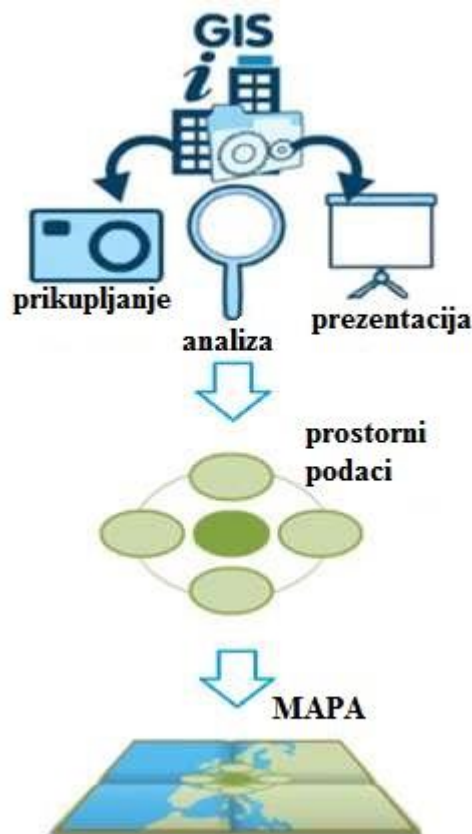 GIS
i
prikupljanje
analiza
prezentacija
prostorni
podaci
MAPA